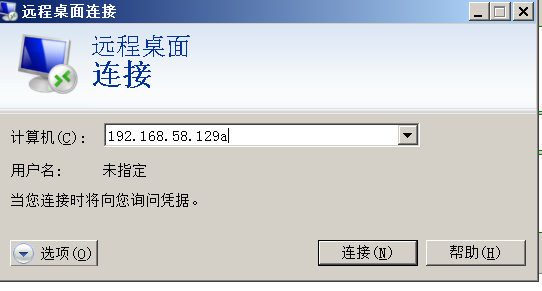 远程桌面连接
远程桌面
连接
计算机(C): 192.168.58.129a
用户名: 未指定
当您连接时将向您询问凭据。
选项(O) 连接(N) 帮助(H)